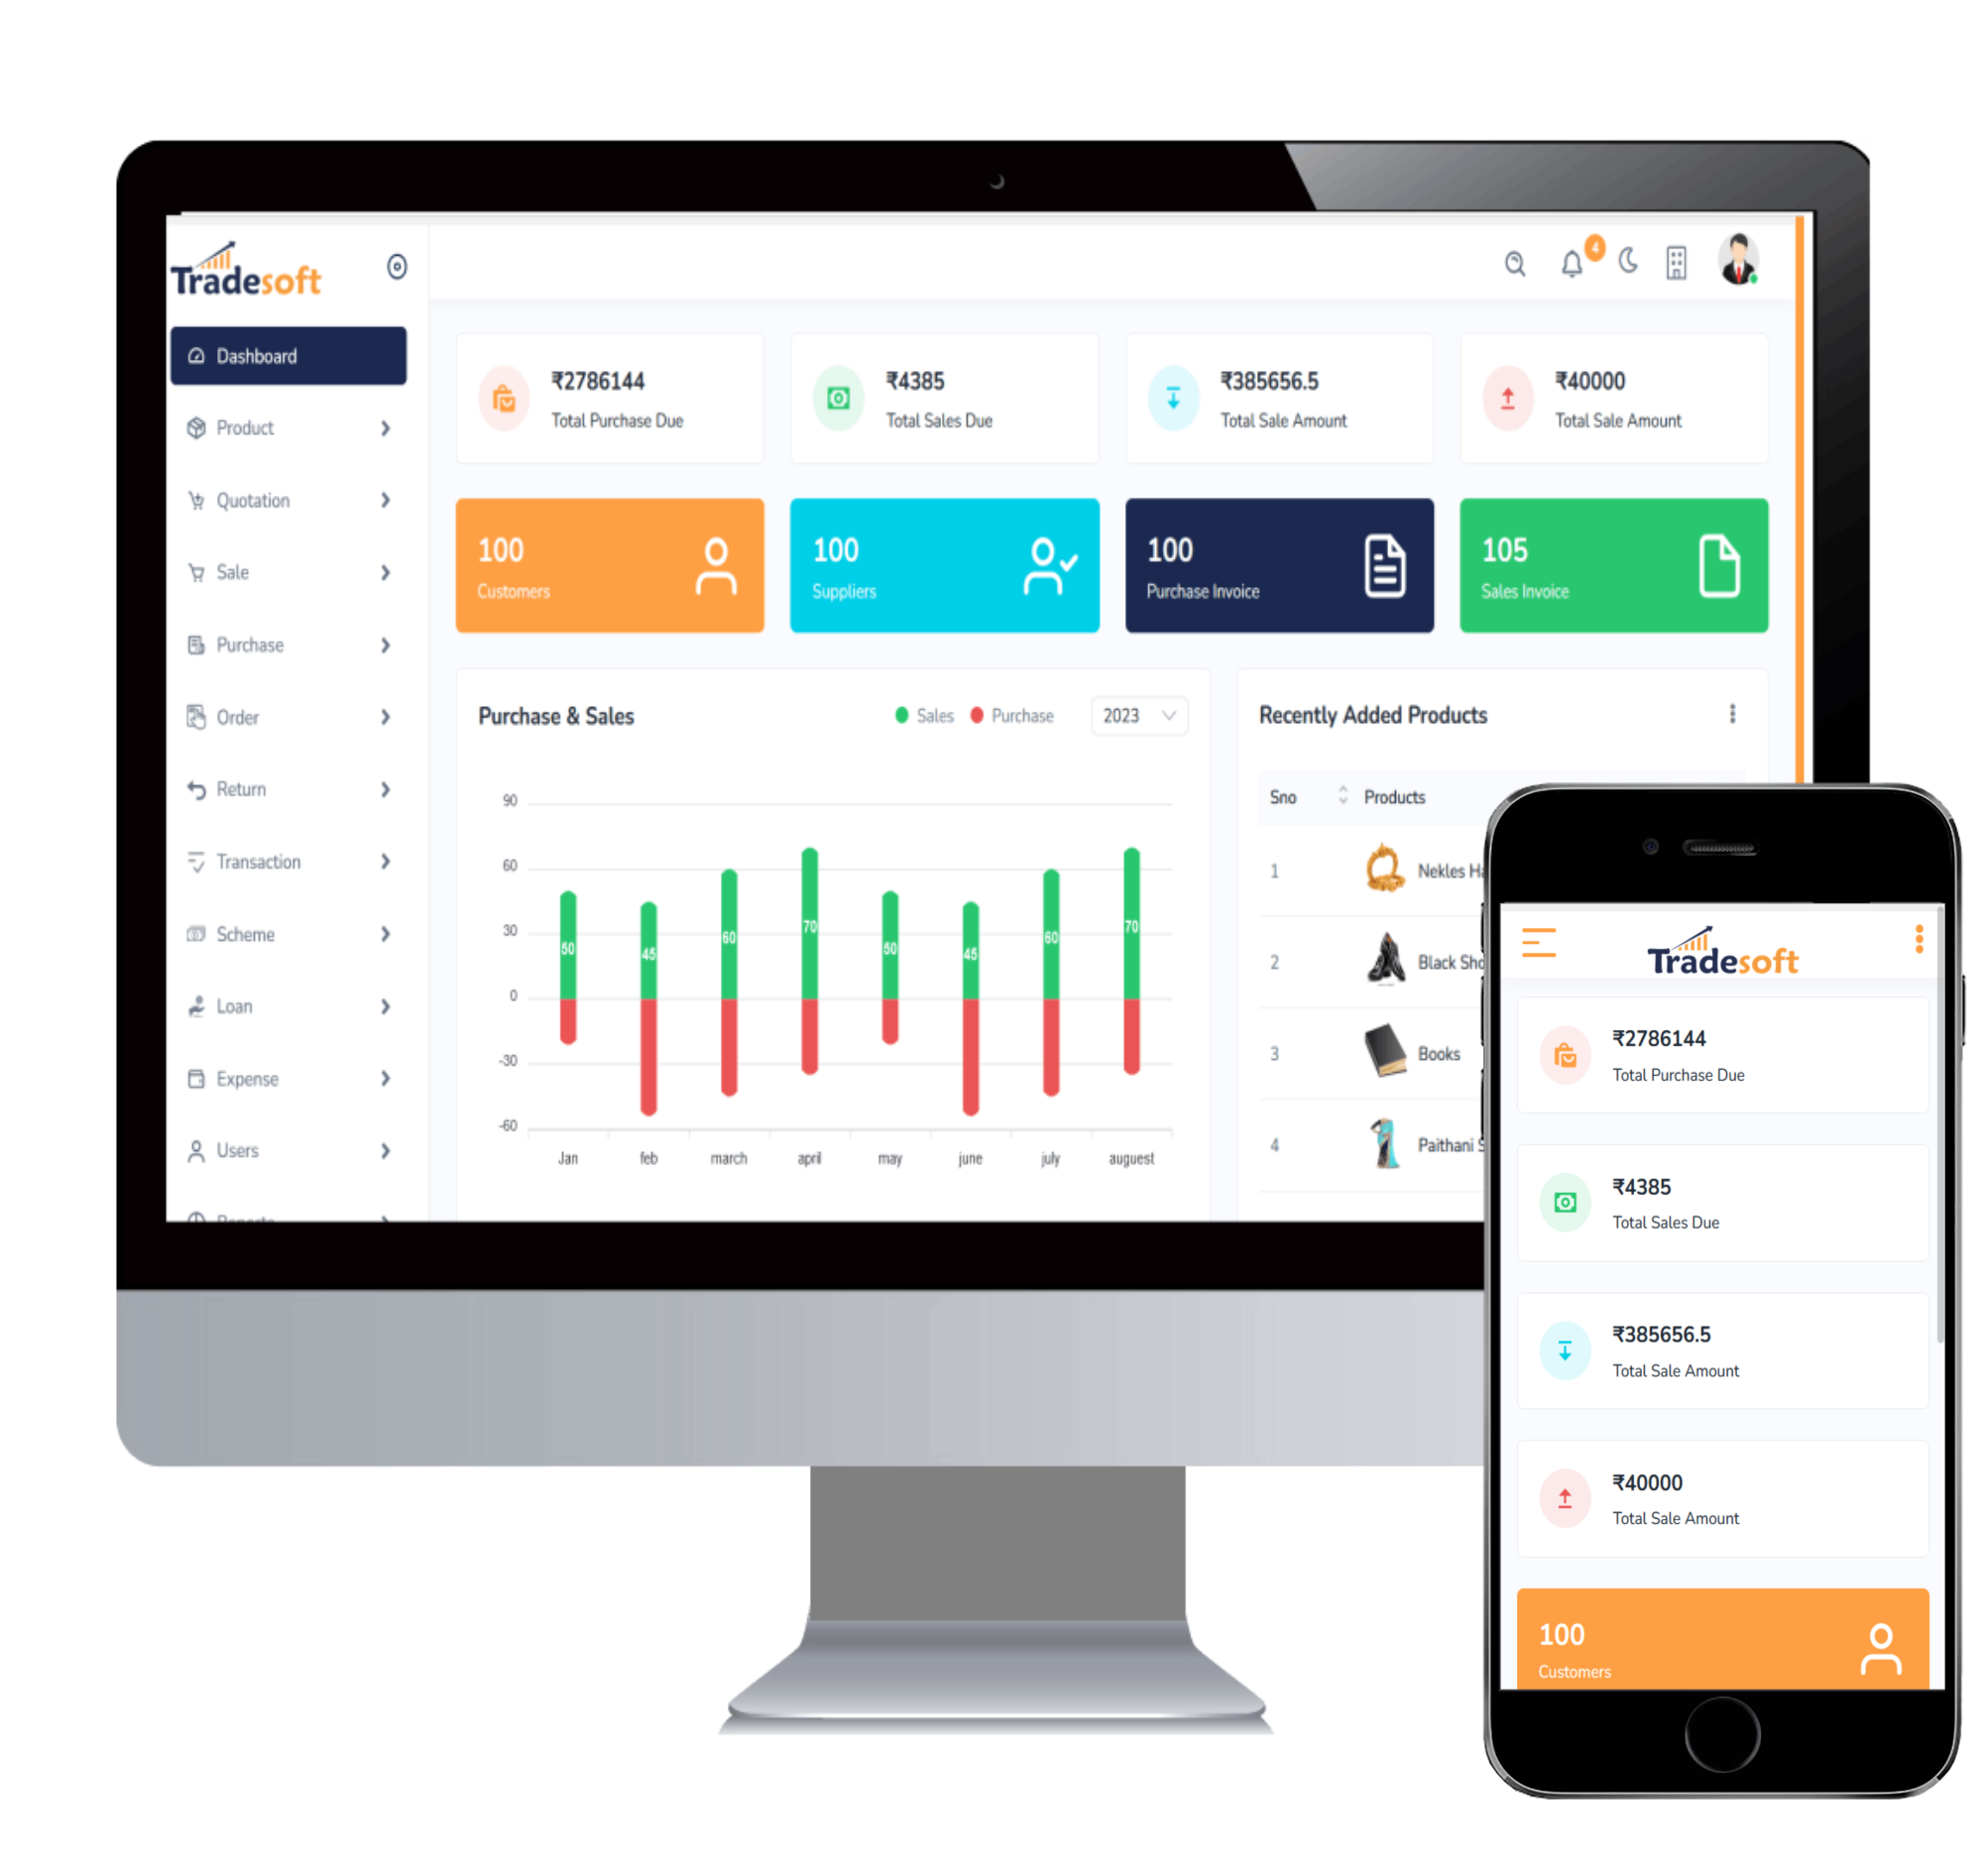 Tradesoft
4
Dashboard
Product
Quotation
Sale
Purchase
Order
Return
Transaction
Scheme
Loan
Expense
Users
₹2786144
Total Purchase Due
₹4385
Total Sales Due
₹385656.5
Total Sale Amount
₹40000
Total Sale Amount
100
Customers
100
Suppliers
100
Purchase Invoice
105
Sales Invoice
Purchase & Sales
Sales Purchase
2023
90
60
30
0
-30
-60
50 45 60 70 50 45 60 70
Jan feb march april may june july auguest
Recently Added Products
Sno Products
1 Nekles
2 Black
3 Books
4 Paithani
Tradesoft
₹2786144
Total Purchase Due
₹4385
Total Sales Due
₹385656.5
Total Sale Amount
₹40000
Total Sale Amount
100
Customers